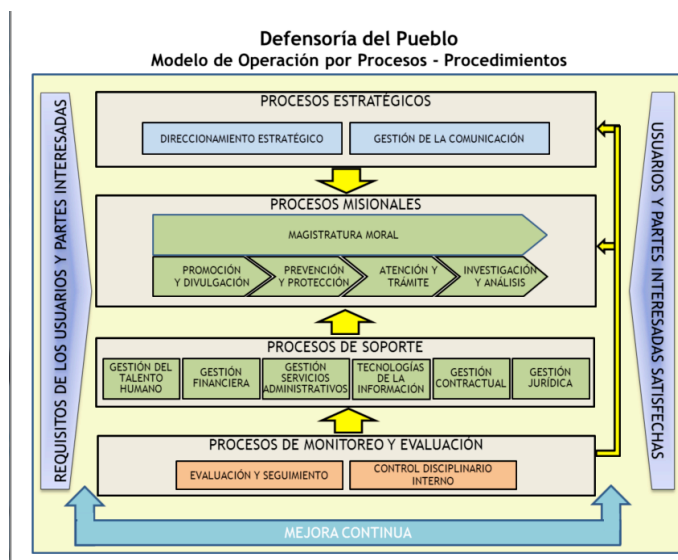 Defensoría del Pueblo
Modelo de Operación por Procesos - Procedimientos
REQUISITOS DE LOS USUARIOS Y PARTES INTERESADAS
PROCESOS ESTRATÉGICOS
DIRECCIONAMIENTO ESTRATÉGICO
GESTIÓN DE LA COMUNICACIÓN
PROCESOS MISIONALES
MAGISTRATURA MORAL
PROMOCIÓN
Y DIVULGACIÓN
PREVENCIÓN
Y PROTECCIÓN
ATENCIÓN Y
TRÁMITE
INVESTIGACIÓN
Y ANÁLISIS
PROCESOS DE SOPORTE
GESTIÓN DEL
TALENTO
HUMANO
GESTIÓN
FINANCIERA
GESTIÓN
SERVICIOS
ADMINISTRATIVOS
TECNOLOGÍAS
DE LA
INFORMACIÓN
GESTIÓN
CONTRACTUAL
GESTIÓN
JURÍDICA
PROCESOS DE MONITOREO Y EVALUACIÓN
EVALUACIÓN Y SEGUIMIENTO
CONTROL DISCIPLINARIO
INTERNO
USUARIOS Y PARTES INTERESADAS SATISFECHAS
MEJORA CONTINUA